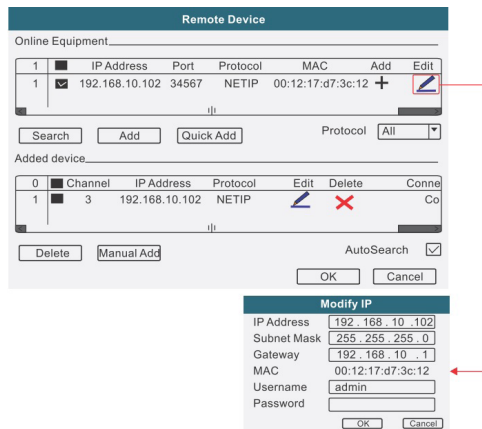 Remote Device
Online Equipment
1 IP Address Port Protocol MAC Add Edit
1 192.168.10.102 34567 NETIP 00:12:17:d7:3c:12
Search Add Quick Add Protocol All
Added device
0 Channel IP Address Protocol Edit Delete Conne
1 3 192.168.10.102 NETIP Co
Delete Manual Add AutoSearch
OK Cancel
Modify IP
IP Address 192 . 168 . 10 .102
Subnet Mask 255 . 255 . 255 . 0
Gateway 192 . 168 . 10 . 1
MAC 00:12:17:d7:3c:12
Username admin
Password
OK Cancel